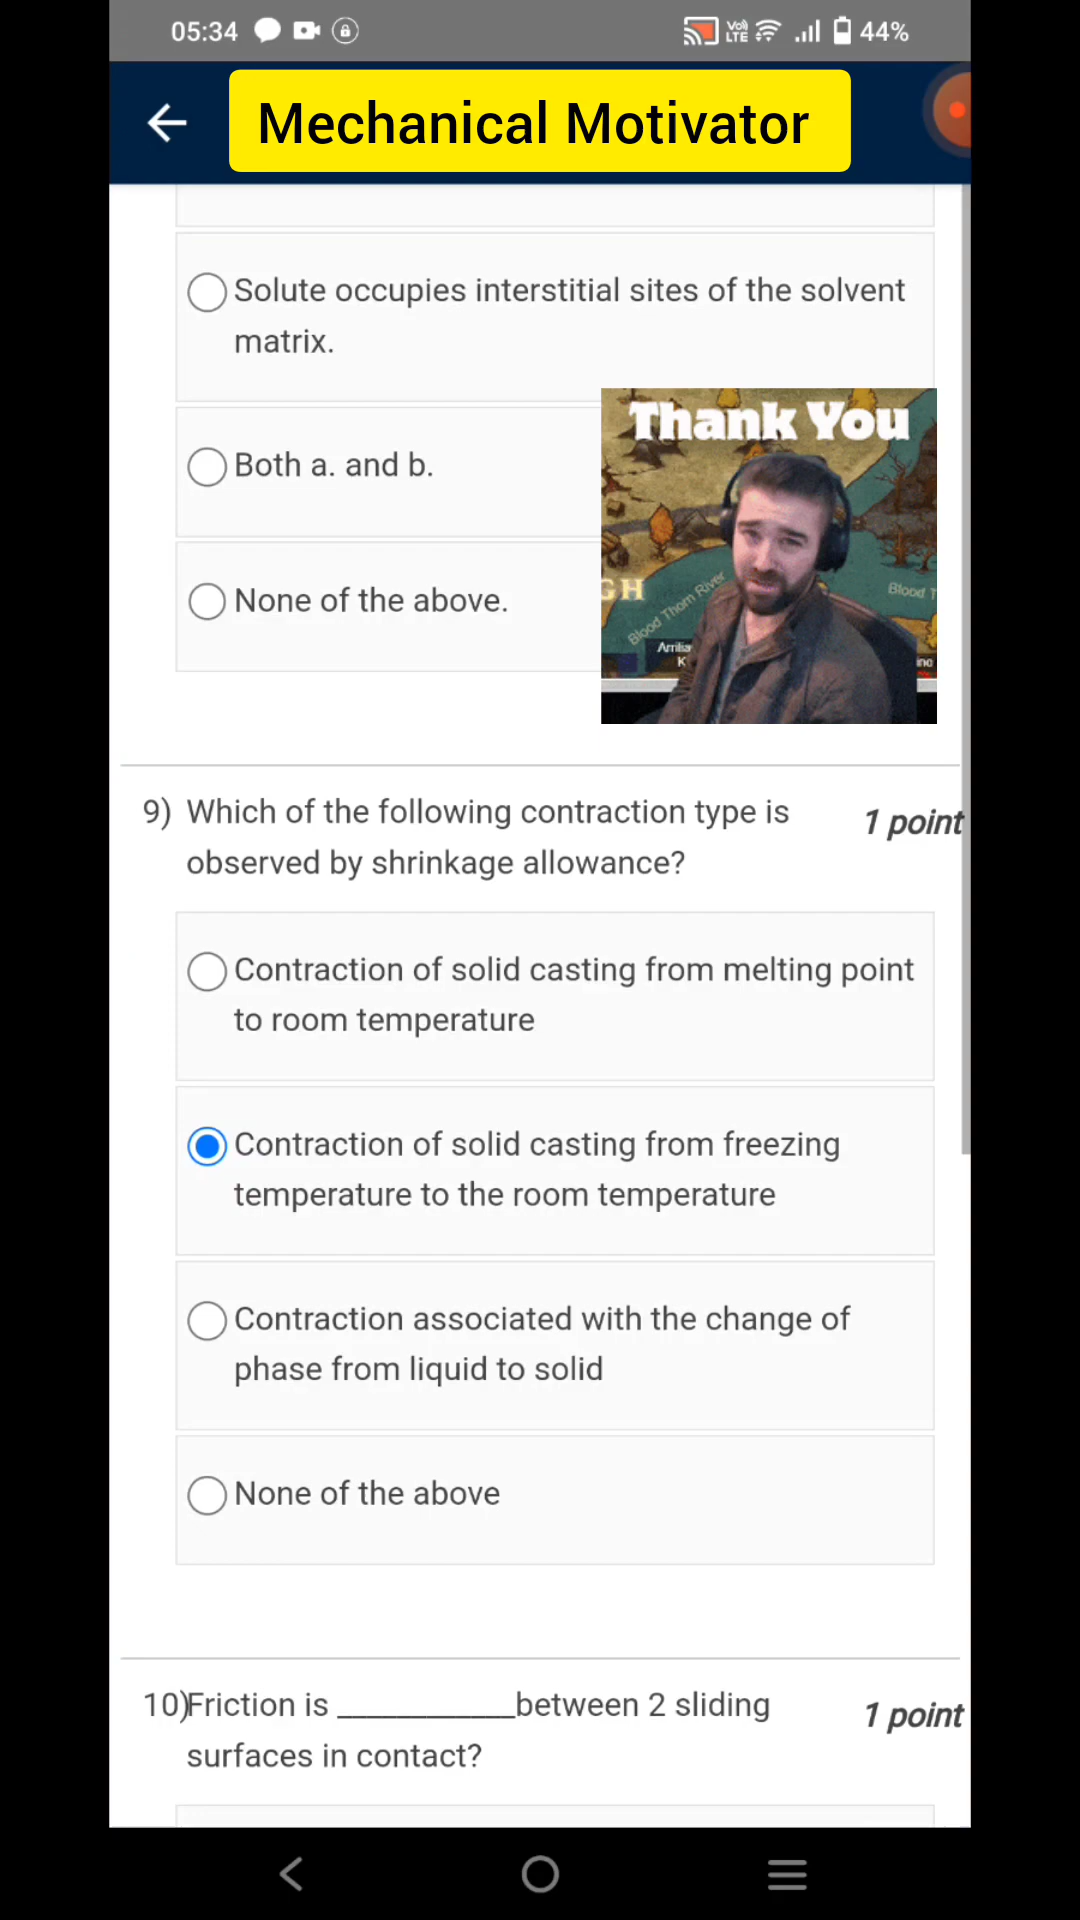 05:34
Vo)
LTE
44%
Mechanical Motivator
Solute occupies interstitial sites of the solvent
matrix.
Thank You
Both a. and b.
GH
Blood Thorn River
Blood T
None of the above.
Arrilia
K
9) Which of the following contraction type is
1 point
observed by shrinkage allowance?
Contraction of solid casting from melting point
to room temperature
Contraction of solid casting from freezing
temperature to the room temperature
Contraction associated with the change of
phase from liquid to solid
None of the above
10)Friction is ___________between 2 sliding
1 point
surfaces in contact?